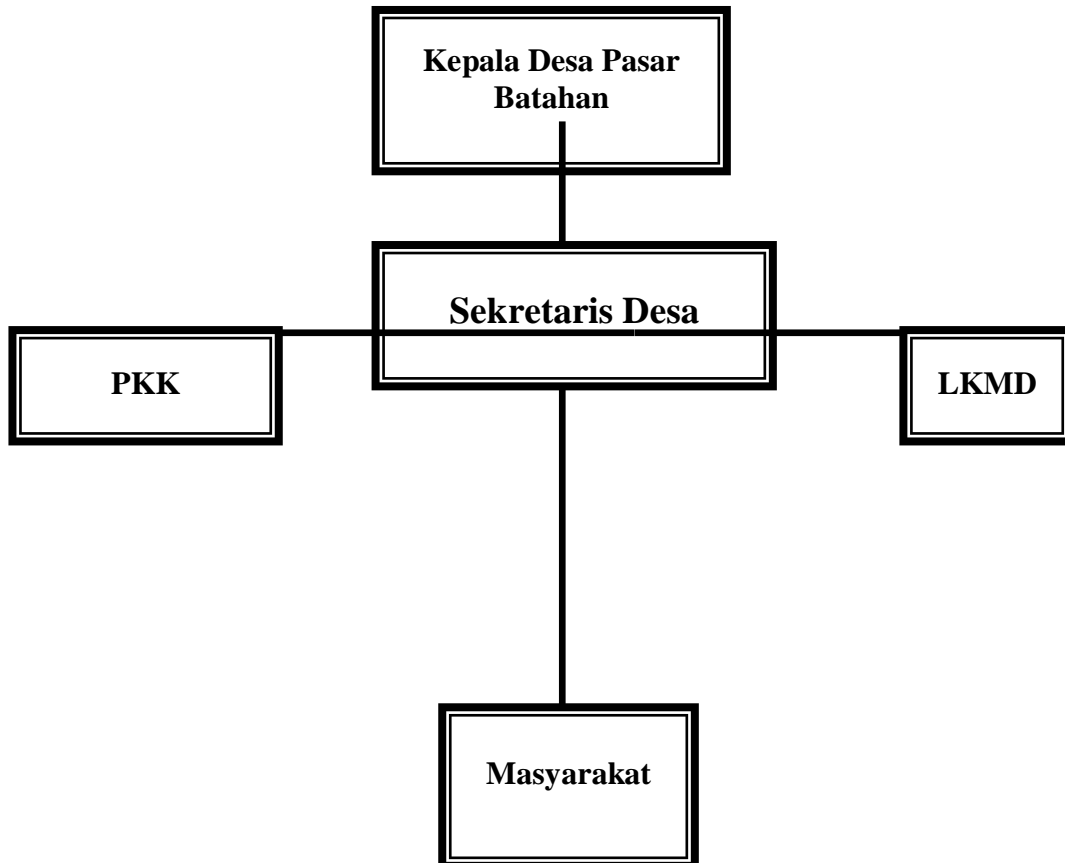 Kepala Desa Pasar
Batahan
Sekretaris Desa
PKK
LKMD
Masyarakat